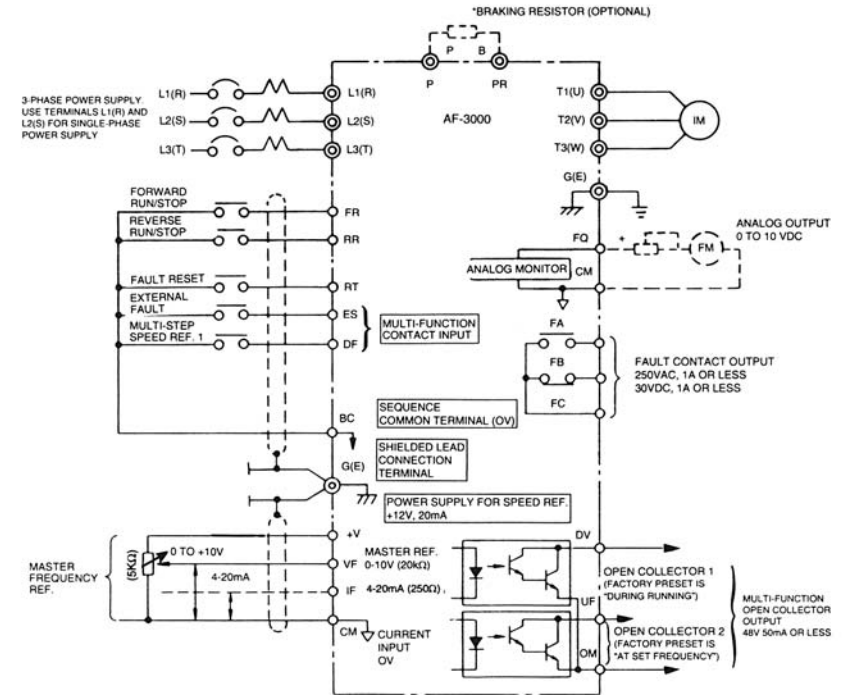 *BRAKING RESISTOR (OPTIONAL)
P B
P PR
3-PHASE POWER SUPPLY.
USE TERMINALS L1(R) AND
L2(S) FOR SINGLE-PHASE
POWER SUPPLY
L1(R) L1(R)
L2(S) L2(S)
L3(T) L3(T)
AF-3000
T1(U)
T2(V)
T3(W)
IM
G(E)
FORWARD
RUN/STOP
FR
REVERSE
RUN/STOP
RR
FAULT RESET
RT
EXTERNAL
FAULT
ES
MULTI-STEP
SPEED REF. 1
DF
MULTI-FUNCTION
CONTACT INPUT
FQ
+
FM
ANALOG OUTPUT
0 TO 10 VDC
ANALOG MONITOR
CM
FA
FB
FC
FAULT CONTACT OUTPUT
250VAC, 1A OR LESS
30VDC, 1A OR LESS
BC
SEQUENCE
COMMON TERMINAL (OV)
G(E)
SHIELDED LEAD
CONNECTION
TERMINAL
POWER SUPPLY FOR SPEED REF.
+12V, 20mA
MASTER
FREQUENCY
REF.
(5KΩ)
0 TO +10V
4-20mA
+V
VF
IF
CM
MASTER REF.
0-10V (20kΩ)
4-20mA (250Ω)
CURRENT
INPUT
OV
DV
UF
OM
OPEN COLLECTOR 1
(FACTORY PRESET IS
"DURING RUNNING")
OPEN COLLECTOR 2
(FACTORY PRESET IS
"AT SET FREQUENCY")
MULTI-FUNCTION
OPEN COLLECTOR
OUTPUT
48V 50mA OR LESS